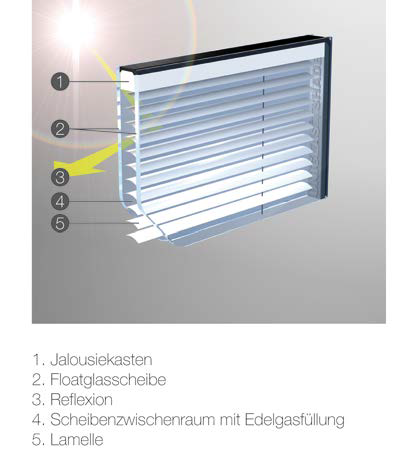 1
2
3
4
5
1. Jalousiekasten
2. Floatglasscheibe
3. Reflexion
4. Scheibenzwischenraum mit Edelgasfüllung
5. Lamelle